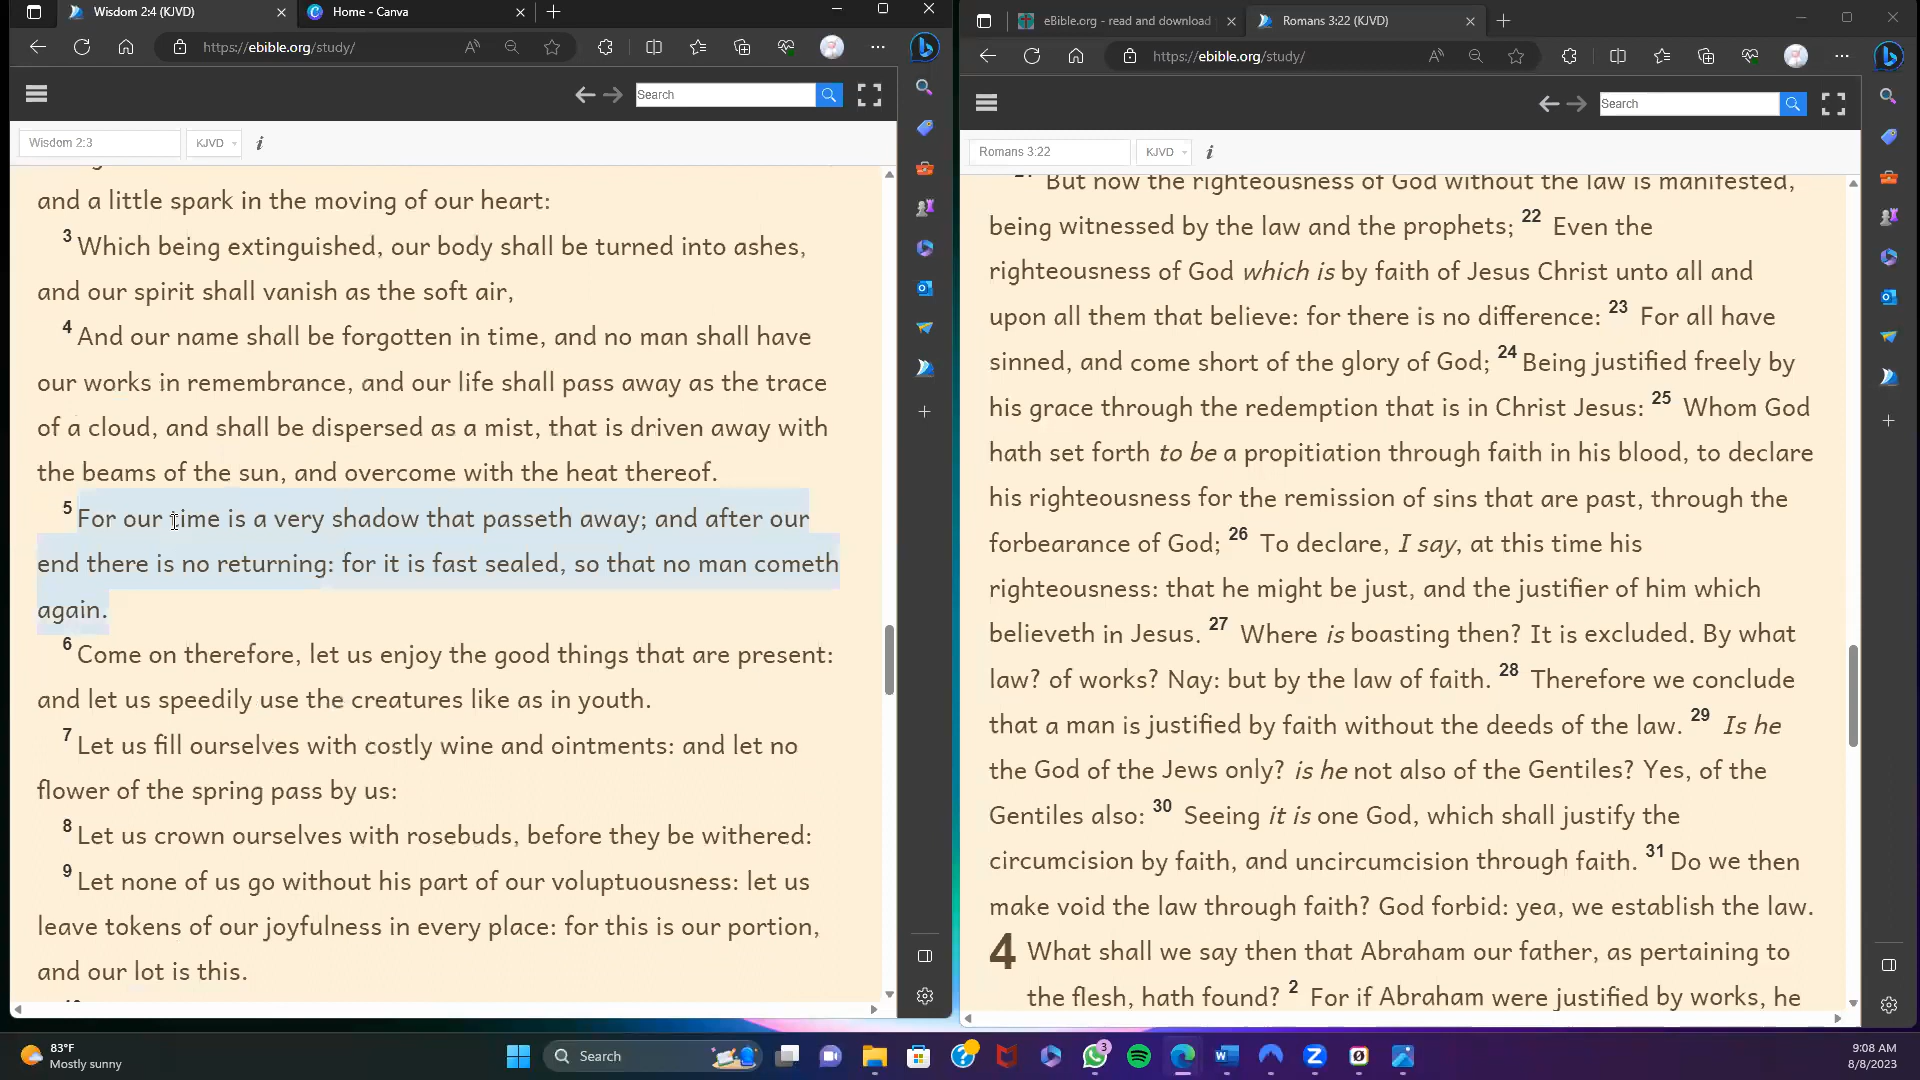 Wisdom 2:4 (KJVD)
Home - Canva
https://ebible.org/study/
Search
Wisdom 2:3
KJVD
i
and a little spark in the moving of our heart:
3 Which being extinguished, our body shall be turned into ashes,
and our spirit shall vanish as the soft air,
4 And our name shall be forgotten in time, and no man shall have
our works in remembrance, and our life shall pass away as the trace
of a cloud, and shall be dispersed as a mist, that is driven away with
the beams of the sun, and overcome with the heat thereof.
5 For our time is a very shadow that passeth away; and after our
end there is no returning: for it is fast sealed, so that no man cometh
again.
6 Come on therefore, let us enjoy the good things that are present:
and let us speedily use the creatures like as in youth.
7 Let us fill ourselves with costly wine and ointments: and let no
flower of the spring pass by us:
8 Let us crown ourselves with rosebuds, before they be withered:
9 Let none of us go without his part of our voluptuousness: let us
leave tokens of our joyfulness in every place: for this is our portion,
and our lot is this.
eBible.org - read and download
Romans 3:22 (KJVD)
https://ebible.org/study/
Search
Romans 3:22
KJVD
i
But now the righteousness of God without the law is manifested,
being witnessed by the law and the prophets; 22 Even the
righteousness of God which is by faith of Jesus Christ unto all and
upon all them that believe: for there is no difference: 23 For all have
sinned, and come short of the glory of God; 24 Being justified freely by
his grace through the redemption that is in Christ Jesus: 25 Whom God
hath set forth to be a propitiation through faith in his blood, to declare
his righteousness for the remission of sins that are past, through the
forbearance of God; 26 To declare, I say, at this time his
righteousness: that he might be just, and the justifier of him which
believeth in Jesus. 27 Where is boasting then? It is excluded. By what
law? of works? Nay: but by the law of faith. 28 Therefore we conclude
that a man is justified by faith without the deeds of the law. 29 Is he
the God of the Jews only? is he not also of the Gentiles? Yes, of the
Gentiles also: 30 Seeing it is one God, which shall justify the
circumcision by faith, and uncircumcision through faith. 31 Do we then
make void the law through faith? God forbid: yea, we establish the law.
4 What shall we say then that Abraham our father, as pertaining to
the flesh, hath found? 2 For if Abraham were justified by works, he
83°F
Mostly sunny
Search
3
9:08 AM
8/8/2023